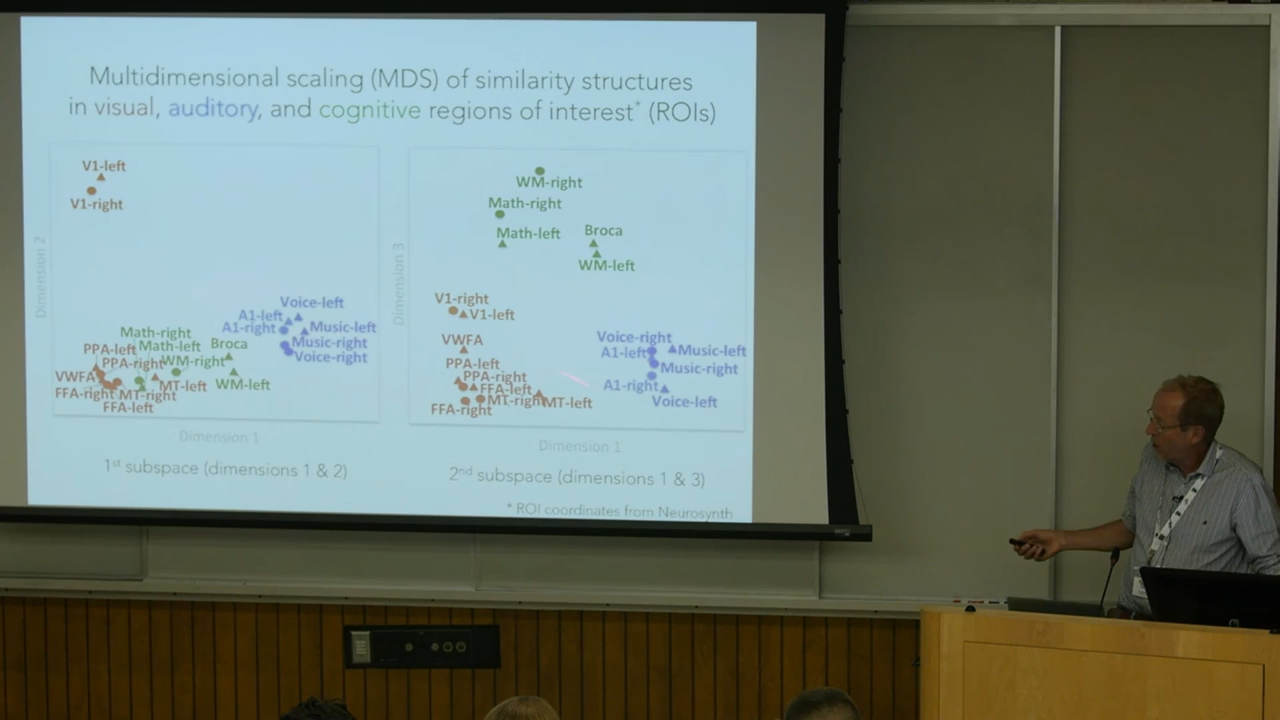 Multidimensional scaling (MDS) of similarity structures
in visual, auditory, and cognitive regions of interest* (ROIs)
V1-left
V1-right
Voice-left
A1-left
A1-right
Music-left
Music-right
Voice-right
Math-right
Math-left
Broca
PPA-left
PPA-right
WM-right
VWFA
MT-left
WM-left
FFA-right
MT-right
FFA-left
Dimension 2
Dimension 1
1st subspace (dimensions 1 & 2)
WM-right
Math-right
Math-left
Broca
WM-left
V1-right
V1-left
VWFA
PPA-left
PPA-right
FFA-left
MT-right
MT-left
FFA-right
Voice-right
A1-left
Music-left
Music-right
A1-right
Voice-left
Dimension 3
Dimension 1
2nd subspace (dimensions 1 & 3)
* ROI coordinates from Neurosynth